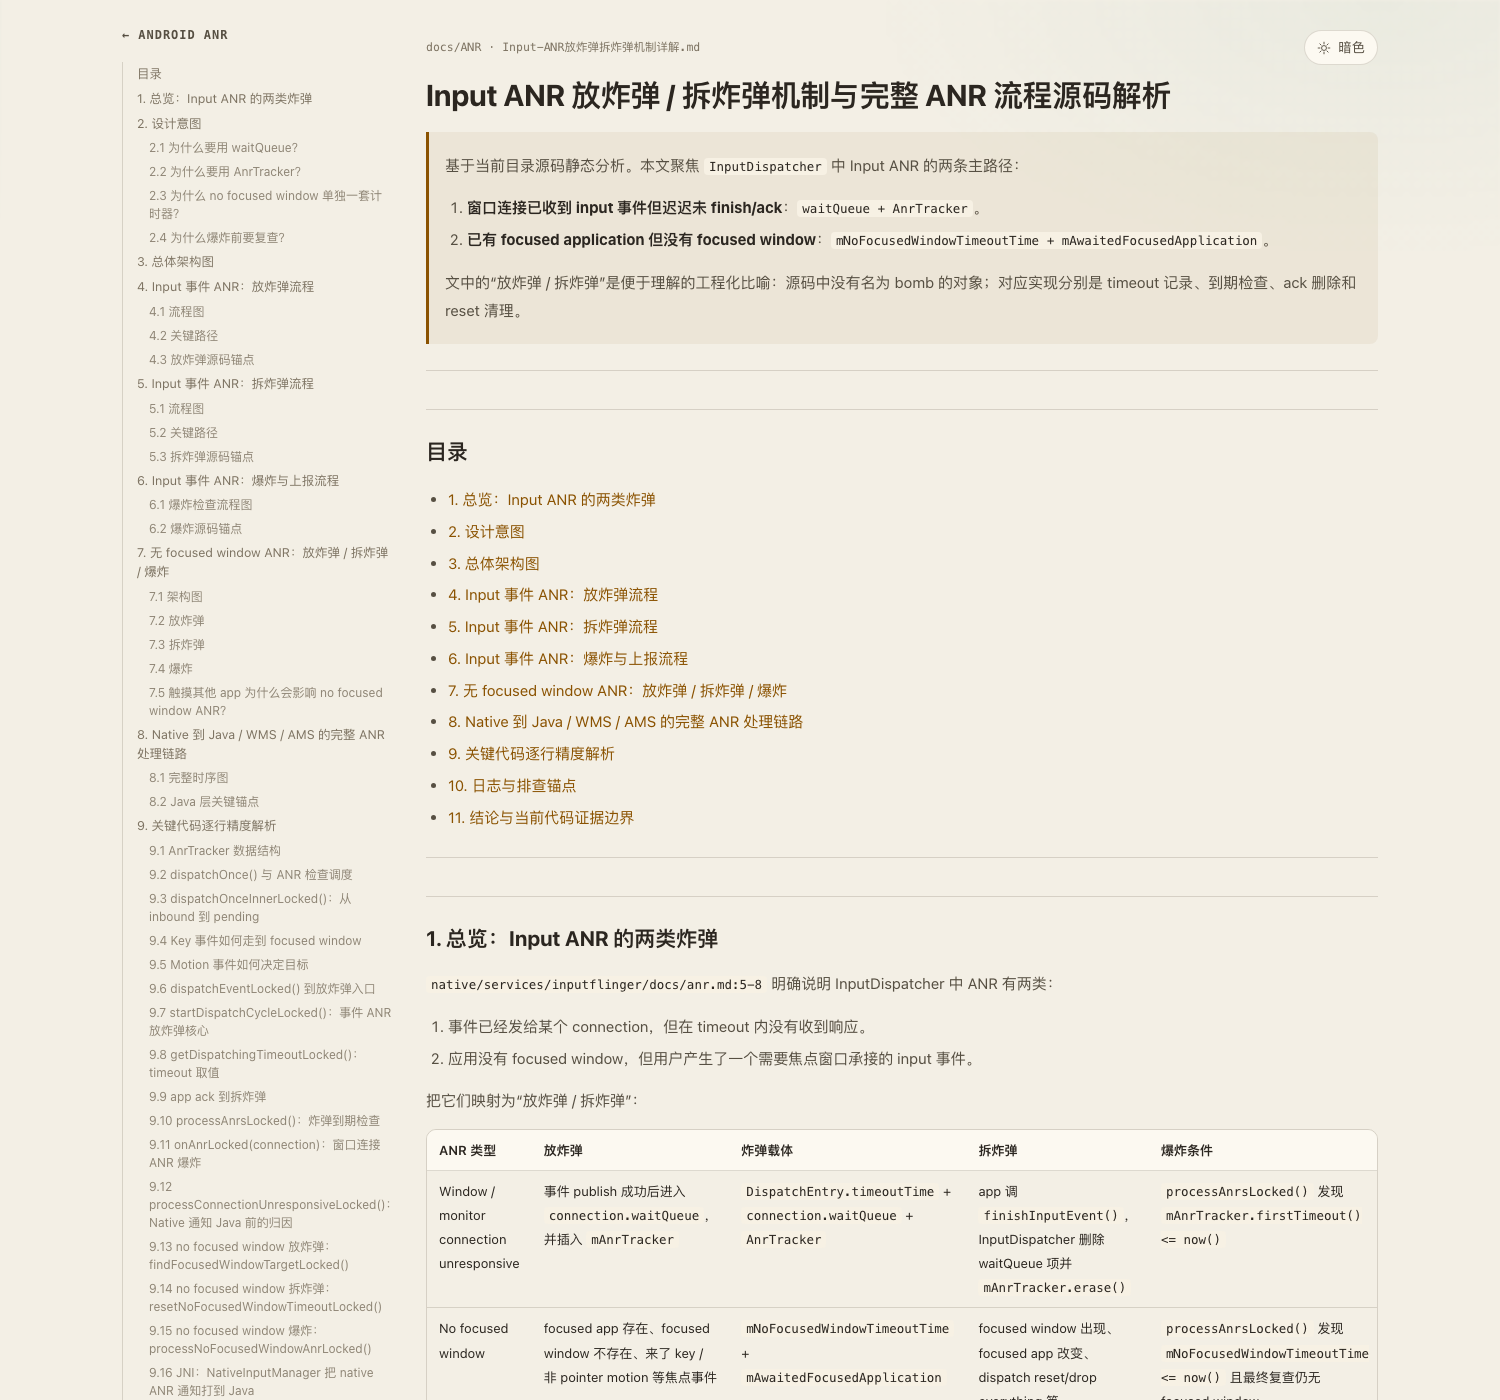 ← ANDROID ANR
目录
1. 总览：Input ANR 的两类炸弹
2. 设计意图
2.1 为什么要用 waitQueue?
2.2 为什么要用 AnrTracker?
2.3 为什么 no focused window 单独一套计
时器?
2.4 为什么爆炸前要复查?
3. 总体架构图
4. Input 事件 ANR：放炸弹流程
4.1 流程图
4.2 关键路径
4.3 放炸弹源码锚点
5. Input 事件 ANR：拆炸弹流程
5.1 流程图
5.2 关键路径
5.3 拆炸弹源码锚点
6. Input 事件 ANR：爆炸与上报流程
6.1 爆炸检查流程图
6.2 爆炸源码锚点
7. 无 focused window ANR：放炸弹 / 拆炸弹
/ 爆炸
7.1 架构图
7.2 放炸弹
7.3 拆炸弹
7.4 爆炸
7.5 触摸其他 app 为什么会影响 no focused
window ANR?
8. Native 到 Java / WMS / AMS 的完整 ANR
处理链路
8.1 完整时序图
8.2 Java 层关键锚点
9. 关键代码逐行精度解析
9.1 AnrTracker 数据结构
9.2 dispatchOnce() 与 ANR 检查调度
9.3 dispatchOnceInnerLocked()：从
inbound 到 pending
9.4 Key 事件如何走到 focused window
9.5 Motion 事件如何决定目标
9.6 dispatchEventLocked() 到放炸弹入口
9.7 startDispatchCycleLocked()：事件 ANR
放炸弹核心
9.8 getDispatchingTimeoutLocked()：
timeout 取值
9.9 app ack 到拆炸弹
9.10 processAnrsLocked()：炸弹到期检查
9.11 onAnrLocked(connection)：窗口连接
ANR 爆炸
9.12
processConnectionUnresponsiveLocked()：
Native 通知 Java 前的归因
9.13 no focused window 放炸弹：
findFocusedWindowTargetLocked()
9.14 no focused window 拆炸弹：
resetNoFocusedWindowTimeoutLocked()
9.15 no focused window 爆炸：
processNoFocusedWindowAnrLocked()
9.16 JNI：NativeInputManager 把 native
ANR 通知打到 Java
docs/ANR · Input-ANR放炸弹拆炸弹机制详解.md
暗色
Input ANR 放炸弹 / 拆炸弹机制与完整 ANR 流程源码解析
基于当前目录源码静态分析。本文聚焦 InputDispatcher 中 Input ANR 的两条主路径：
1. 窗口连接已收到 input 事件但迟迟未 finish/ack：waitQueue + AnrTracker。
2. 已有 focused application 但没有 focused window：mNoFocusedWindowTimeoutTime + mAwaitedFocusedApplication。
文中的“放炸弹 / 拆炸弹”是便于理解的工程化比喻：源码中没有名为 bomb 的对象；对应实现分别是 timeout 记录、到期检查、ack 删除和
reset 清理。
目录
1. 总览：Input ANR 的两类炸弹
2. 设计意图
3. 总体架构图
4. Input 事件 ANR：放炸弹流程
5. Input 事件 ANR：拆炸弹流程
6. Input 事件 ANR：爆炸与上报流程
7. 无 focused window ANR：放炸弹 / 拆炸弹 / 爆炸
8. Native 到 Java / WMS / AMS 的完整 ANR 处理链路
9. 关键代码逐行精度解析
10. 日志与排查锚点
11. 结论与当前代码证据边界
1. 总览：Input ANR 的两类炸弹
native/services/inputflinger/docs/anr.md:5-8 明确说明 InputDispatcher 中 ANR 有两类：
1. 事件已经发给某个 connection，但在 timeout 内没有收到响应。
2. 应用没有 focused window，但用户产生了一个需要焦点窗口承接的 input 事件。
把它们映射为“放炸弹 / 拆炸弹”：
ANR 类型 放炸弹 炸弹载体 拆炸弹 爆炸条件
Window /
monitor
connection
unresponsive
事件 publish 成功后进入
connection.waitQueue，
并插入 mAnrTracker
DispatchEntry.timeoutTime +
connection.waitQueue +
AnrTracker
app 调
finishInputEvent()，
InputDispatcher 删除
waitQueue 项并
mAnrTracker.erase()
processAnrsLocked() 发现
mAnrTracker.firstTimeout()
<= now()
No focused
window
focused app 存在、focused
window 不存在、来了 key /
非 pointer motion 等焦点事件
mNoFocusedWindowTimeoutTime
+
mAwaitedFocusedApplication
focused window 出现、
focused app 改变、
dispatch reset/drop
processAnrsLocked() 发现
mNoFocusedWindowTimeoutTime
<= now() 且最终复查仍无